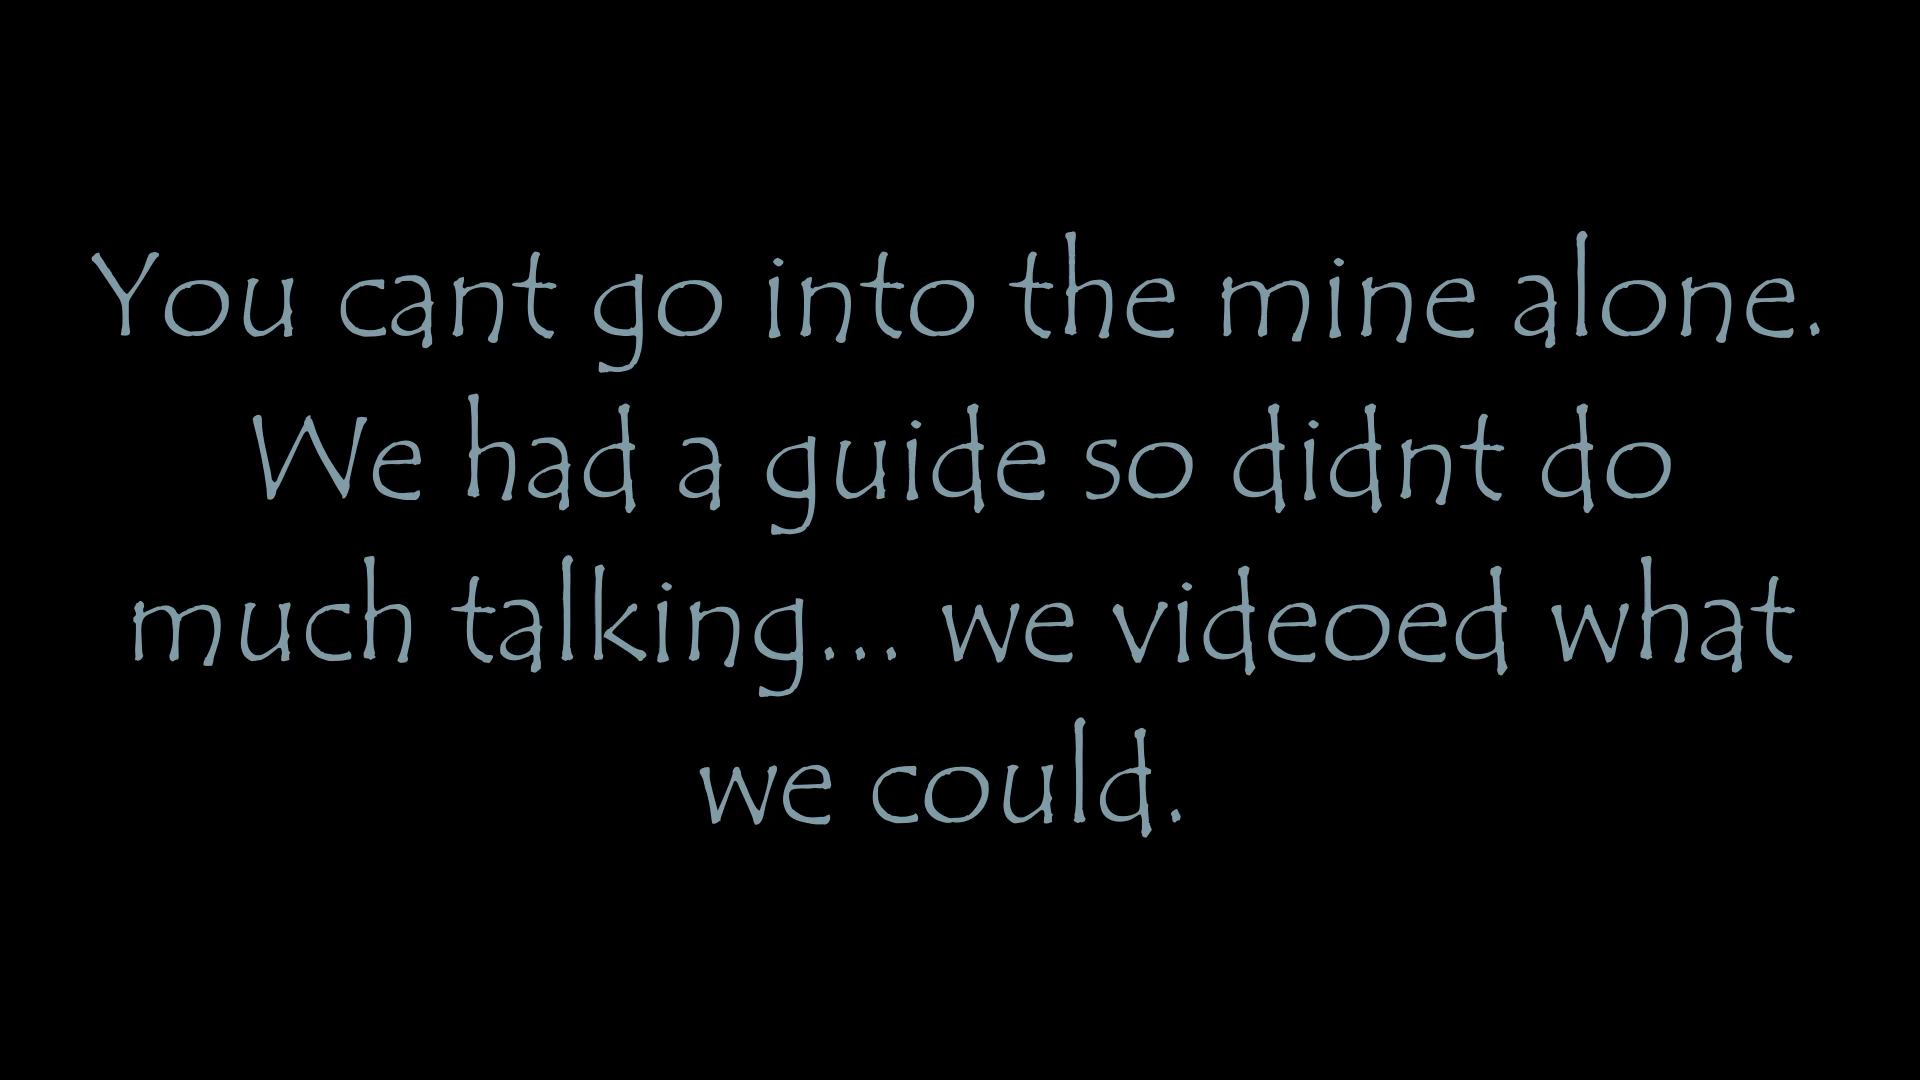 You cant go into the mine alone.
We had a guide so didnt do
much talking... we videoed what
we could.